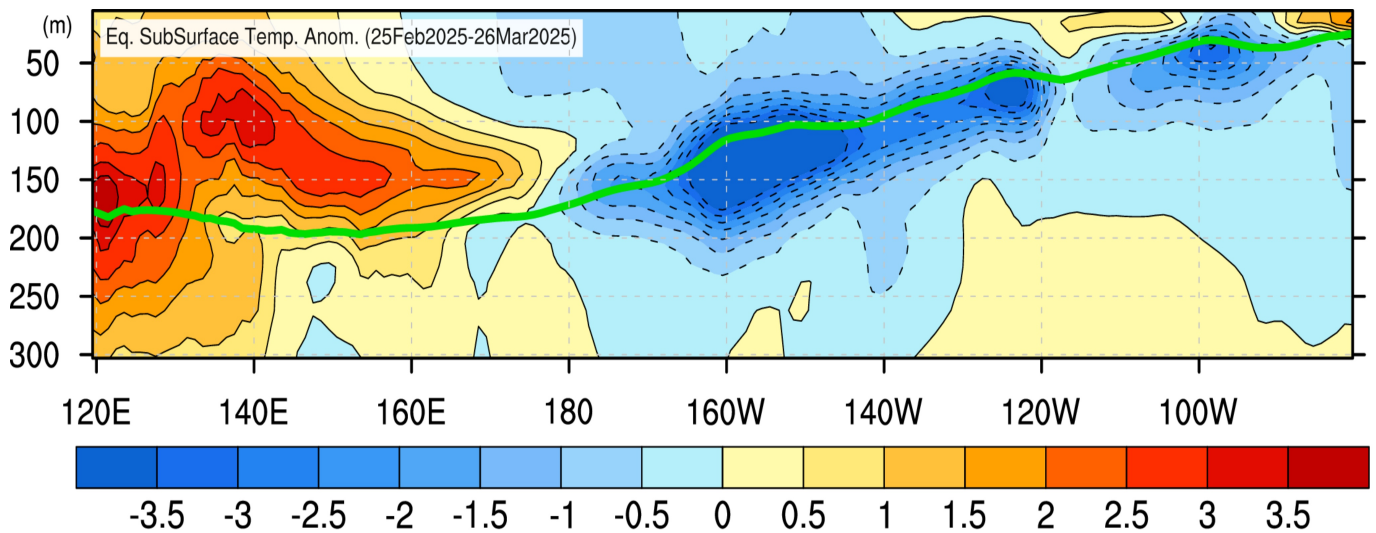 (m)
Eq. SubSurface Temp. Anom. (25Feb2025-26Mar2025)
50
100
150
200
250
300
120E 140E 160E 180 160W 140W 120W 100W
-3.5 -3 -2.5 -2 -1.5 -1 -0.5 0 0.5 1 1.5 2 2.5 3 3.5